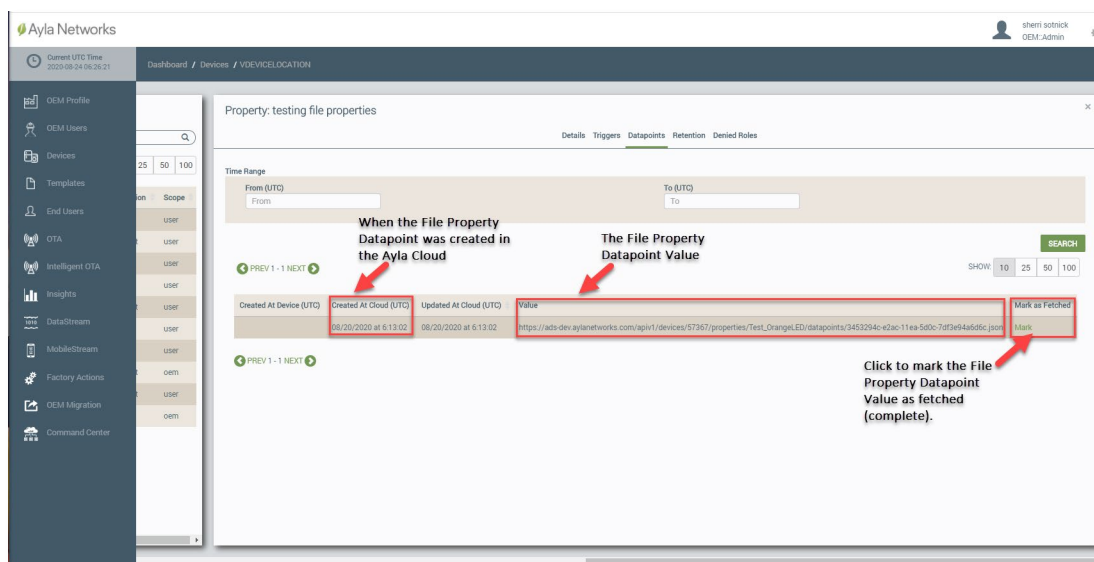 Ayla Networks
sherri sotnick
OEM::Admin
Current UTC Time
2020-08-24 06:26:21
Dashboard / Devices / VDEVICELOCATION
OEM Profile
OEM Users
Devices
Templates
End Users
OTA
Intelligent OTA
Insights
DataStream
MobileStream
Factory Actions
OEM Migration
Command Center
25 50 100
ion Scope
user
t user
user
user
t user
user
user
t oem
t user
oem
Property: testing file properties
×
Details Triggers Datapoints Retention Denied Roles
Time Range
From (UTC)
From
To (UTC)
To
When the File Property
Datapoint was created in
the Ayla Cloud
The File Property
Datapoint Value
SEARCH
PREV 1 - 1 NEXT
SHOW: 10 25 50 100
Created At Device (UTC) Created At Cloud (UTC) Updated At Cloud (UTC) Value Mark as Fetched
08/20/2020 at 6:13:02 08/20/2020 at 6:13:02 https://ads-dev.aylanetworks.com/apiv1/devices/57367/properties/Test_OrangeLED/datapoints/3453294c-e2ac-11ea-5d0c-7df3e94a6d6c.json Mark
PREV 1 - 1 NEXT
Click to mark the File
Property Datapoint
Value as fetched
(complete).